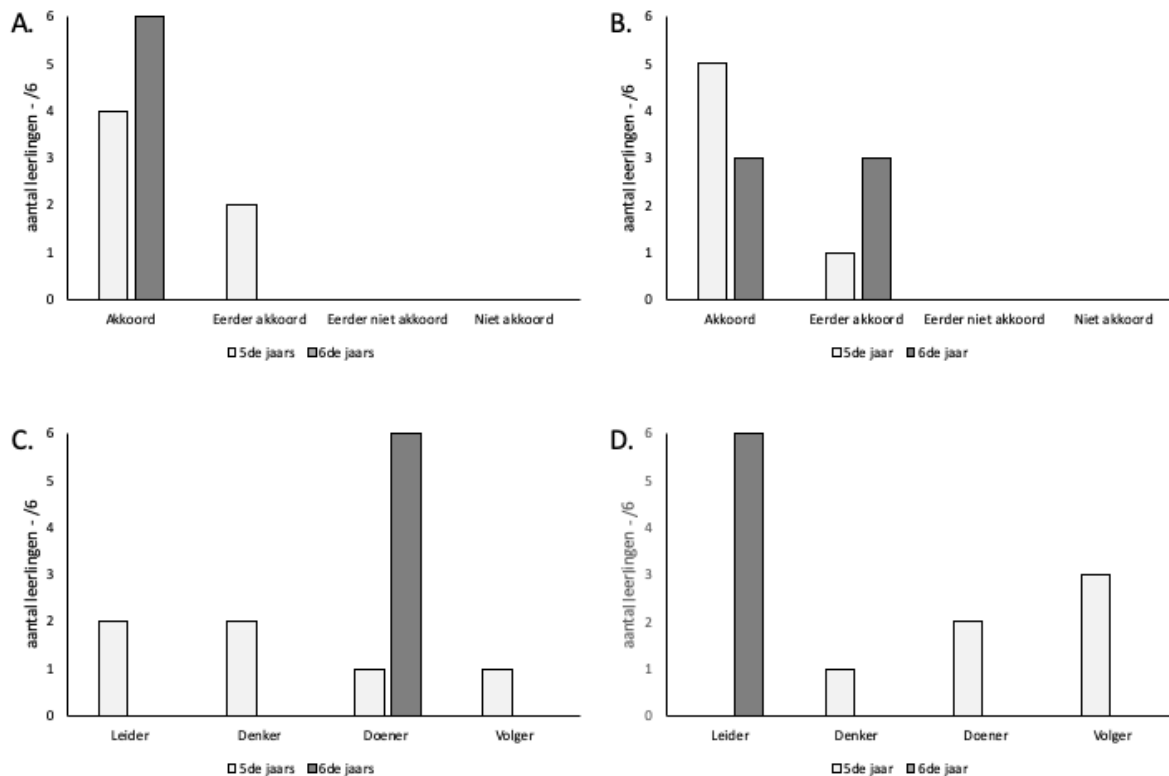 A.
aantal leerlingen - /6
6
5
4
3
2
1
0
Akkoord Eerder akkoord Eerder niet akkoord Niet akkoord
5de jaars 6de jaars
B.
aantal leerlingen - /6
6
5
4
3
2
1
0
Akkoord Eerder akkoord Eerder niet akkoord Niet akkoord
5de jaar 6de jaar
C.
aantal leerlingen - /6
6
5
4
3
2
1
0
Leider Denker Doener Volger
5de jaars 6de jaars
D.
aantal leerlingen - /6
6
5
4
3
2
1
0
Leider Denker Doener Volger
5de jaar 6de jaar